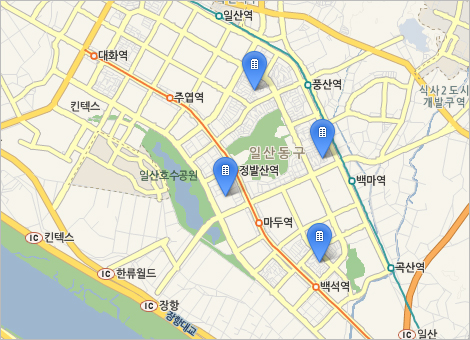 일산역
대화역
풍산역
식사 2 도시
개발구역
주엽역
킨텍스
일산동구
일산호수공원
정발산역
백마역
마두역
IC 킨텍스
IC 한류월드
곡산역
백석역
IC 장항
장항대교
IC 일산